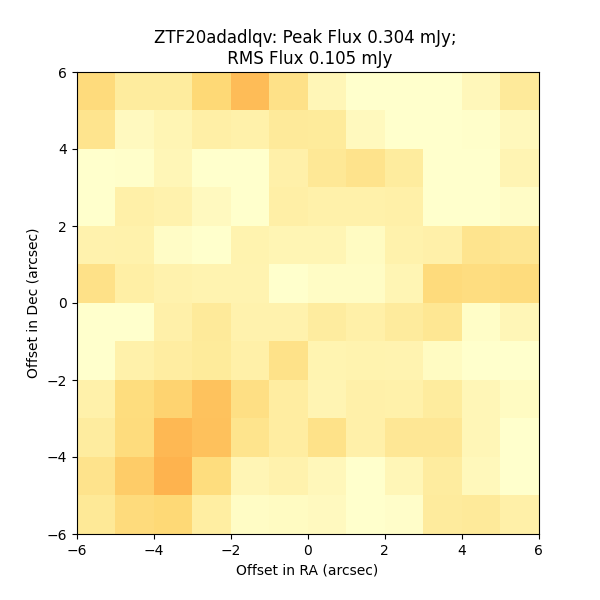 ZTF20adadlqv: Peak Flux 0.304 mJy;
RMS Flux 0.105 mJy
6
4
2
0
−2
−4
−6
Offset in Dec (arcsec)
−6 −4 −2 0 2 4 6
Offset in RA (arcsec)